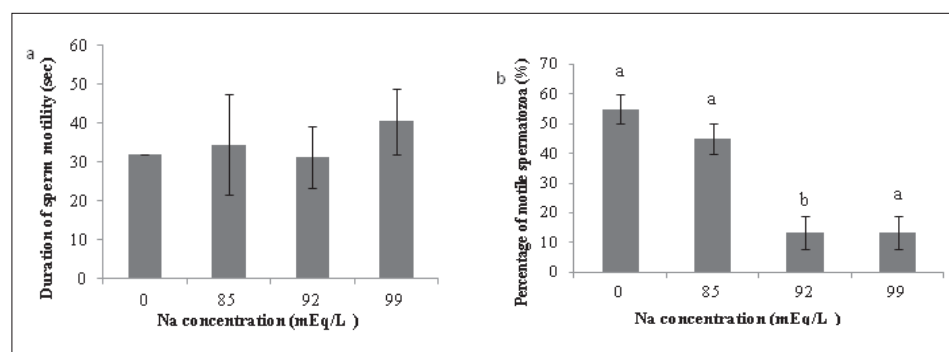 a
Duration of sperm motility (sec)
60
50
40
30
20
10
0
0 85 92 99
Na concentration (mEq/L )
b
Percentage of motile spermatozoa (%)
70
60
50
40
30
20
10
0
a a b a
0 85 92 99
Na concentration (mEq/L )